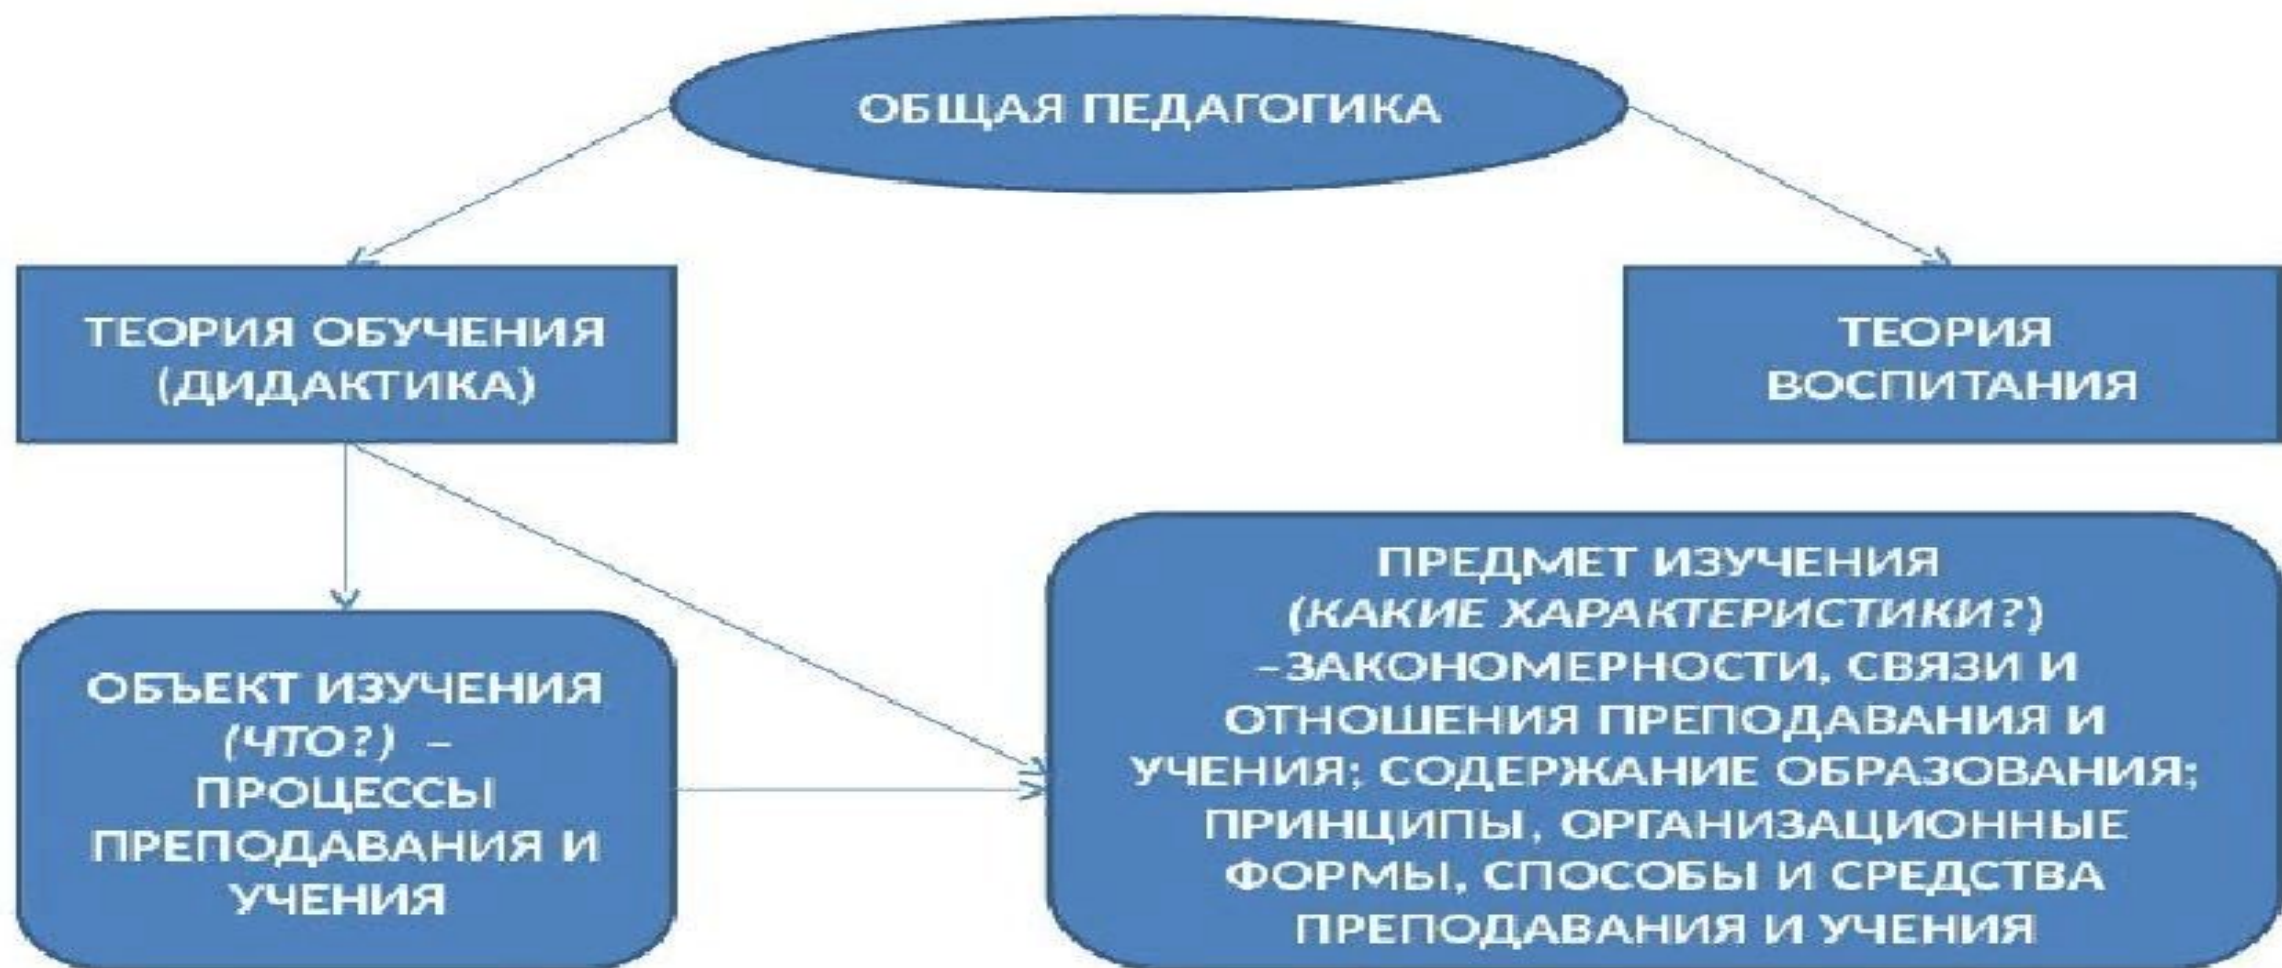 ОБЩАЯ ПЕДАГОГИКА
ТЕОРИЯ ОБУЧЕНИЯ
(ДИДАКТИКА)
ТЕОРИЯ
ВОСПИТАНИЯ
ОБЪЕКТ ИЗУЧЕНИЯ
(ЧТО?) –
ПРОЦЕССЫ
ПРЕПОДАВАНИЯ И
УЧЕНИЯ
ПРЕДМЕТ ИЗУЧЕНИЯ
(КАКИЕ ХАРАКТЕРИСТИКИ?)
–ЗАКОНОМЕРНОСТИ, СВЯЗИ И
ОТНОШЕНИЯ ПРЕПОДАВАНИЯ И
УЧЕНИЯ; СОДЕРЖАНИЕ ОБРАЗОВАНИЯ;
ПРИНЦИПЫ, ОРГАНИЗАЦИОННЫЕ
ФОРМЫ, СПОСОБЫ И СРЕДСТВА
ПРЕПОДАВАНИЯ И УЧЕНИЯ